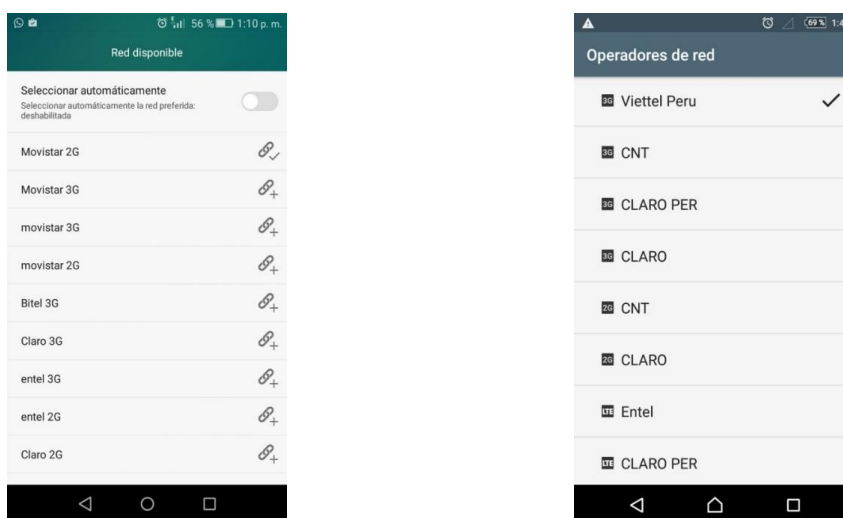 56 % 1:10 p. m.
Red disponible
Seleccionar automáticamente
Seleccionar automáticamente la red preferida:
deshabilitada
Movistar 2G
Movistar 3G
movistar 3G
movistar 2G
Bitel 3G
Claro 3G
entel 3G
entel 2G
Claro 2G
69% 1:4
Operadores de red
3G Viettel Peru
3G CNT
3G CLARO PER
3G CLARO
2G CNT
2G CLARO
LTE Entel
LTE CLARO PER